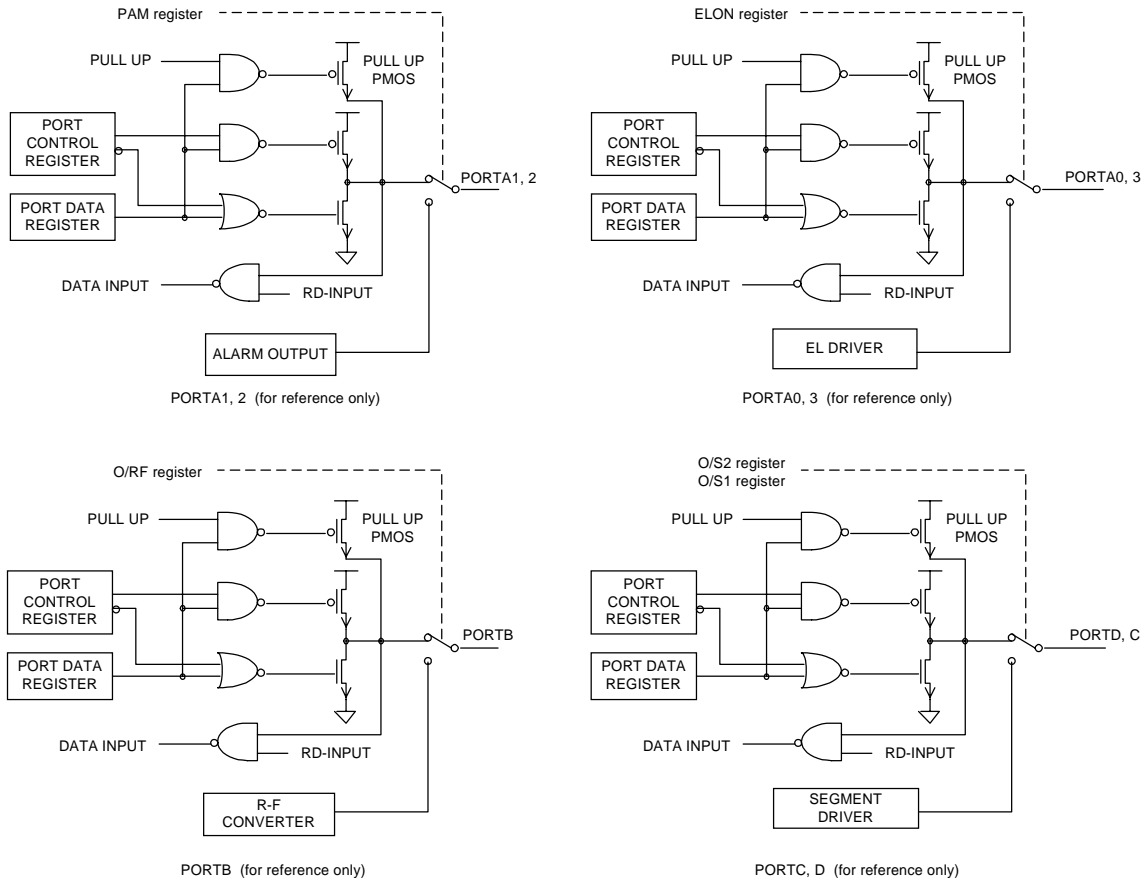 PAM register
PULL UP
PULL UP
PMOS
PORT
CONTROL
REGISTER
PORT DATA
REGISTER
PORTA1, 2
DATA INPUT
RD-INPUT
ALARM OUTPUT
PORTA1, 2 (for reference only)
ELON register
PULL UP
PULL UP
PMOS
PORT
CONTROL
REGISTER
PORT DATA
REGISTER
PORTA0, 3
DATA INPUT
RD-INPUT
EL DRIVER
PORTA0, 3 (for reference only)
O/RF register
PULL UP
PULL UP
PMOS
PORT
CONTROL
REGISTER
PORT DATA
REGISTER
PORTB
DATA INPUT
RD-INPUT
R-F
CONVERTER
PORTB (for reference only)
O/S2 register
O/S1 register
PULL UP
PULL UP
PMOS
PORT
CONTROL
REGISTER
PORT DATA
REGISTER
PORTD, C
DATA INPUT
RD-INPUT
SEGMENT
DRIVER
PORTC, D (for reference only)